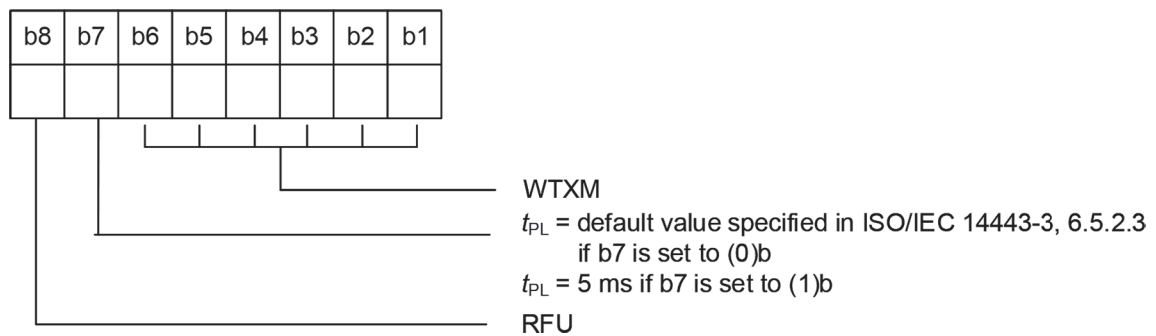 b8 b7 b6 b5 b4 b3 b2 b1
WTXM
tPL = default value specified in ISO/IEC 14443-3, 6.5.2.3
if b7 is set to (0)b
tPL = 5 ms if b7 is set to (1)b
RFU